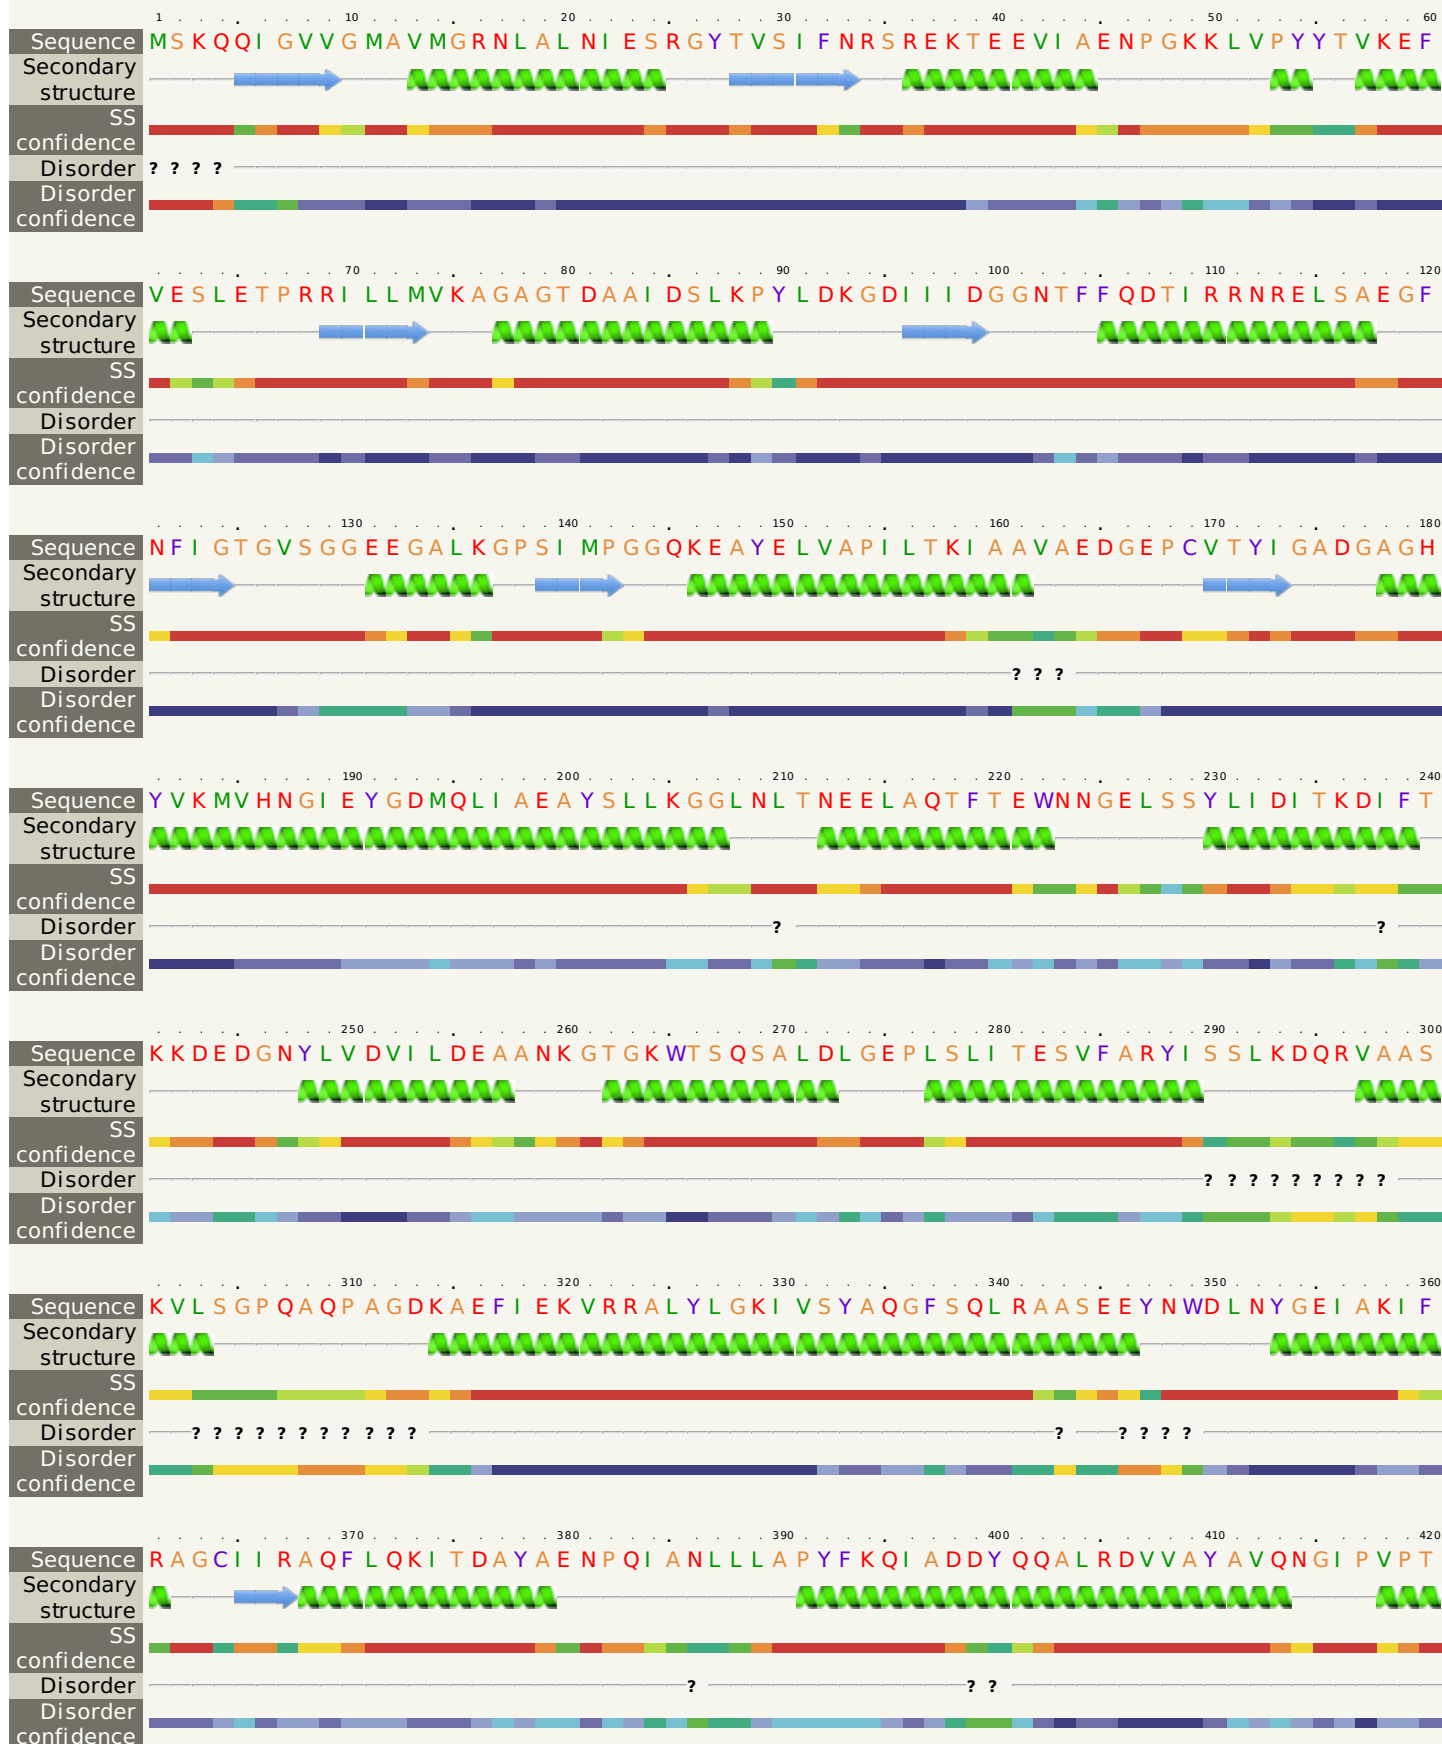 1 10 20 30 40 50 60
Sequence MSKQQIGVVGMAVMGRNLALNIESRGYTVSIFNRSREKTEEVIAENPGKKLVPYYTVKEF
Secondary
structure
SS
confidence
Disorder ? ? ? ?
Disorder
confidence
70 80 90 100 110 120
Sequence VESLETPRRILLMVKAGAGTDAAIDSLKPYLDKGDIIIDGGNTFFQDTIRRNRELSAEGF
Secondary
structure
SS
confidence
Disorder
Disorder
confidence
130 140 150 160 170 180
Sequence NFIGTGVSGGEEGALKGPSIMPGGQKEAYELVAPILTKIAAVAEDGEPCVTYIGADGAGH
Secondary
structure
SS
confidence
Disorder ? ? ?
Disorder
confidence
190 200 210 220 230 240
Sequence YVKMVHNGIEYGDMQLIAEAYSLLKGGLNLTNEELAQTFTEWNNGELSSYLIDITKDIFT
Secondary
structure
SS
confidence
Disorder ? ?
Disorder
confidence
250 260 270 280 290 300
Sequence KKDEDGNYLVDVILDEAANKGTGKWTSQSALDLGEPLSLITESVFARYISSLKDQRVAAS
Secondary
structure
SS
confidence
Disorder ? ? ? ? ? ? ? ? ?
Disorder
confidence
310 320 330 340 350 360
Sequence KVLSGPQAQPAGDKAEFIEKVRRALYLGKIVSYAQGFSQLRAASEEYNWDLNYGEIAKIF
Secondary
structure
SS
confidence
Disorder ? ? ? ? ? ? ? ? ? ? ? ? ? ? ? ?
Disorder
confidence
370 380 390 400 410 420
Sequence RAGCIIRAQFLQKITDAYAENPQIANLLLAPYFKQIADDYQQALRDVVAYAVQNGIPVPT
Secondary
structure
SS
confidence
Disorder ? ? ?
Disorder
confidence